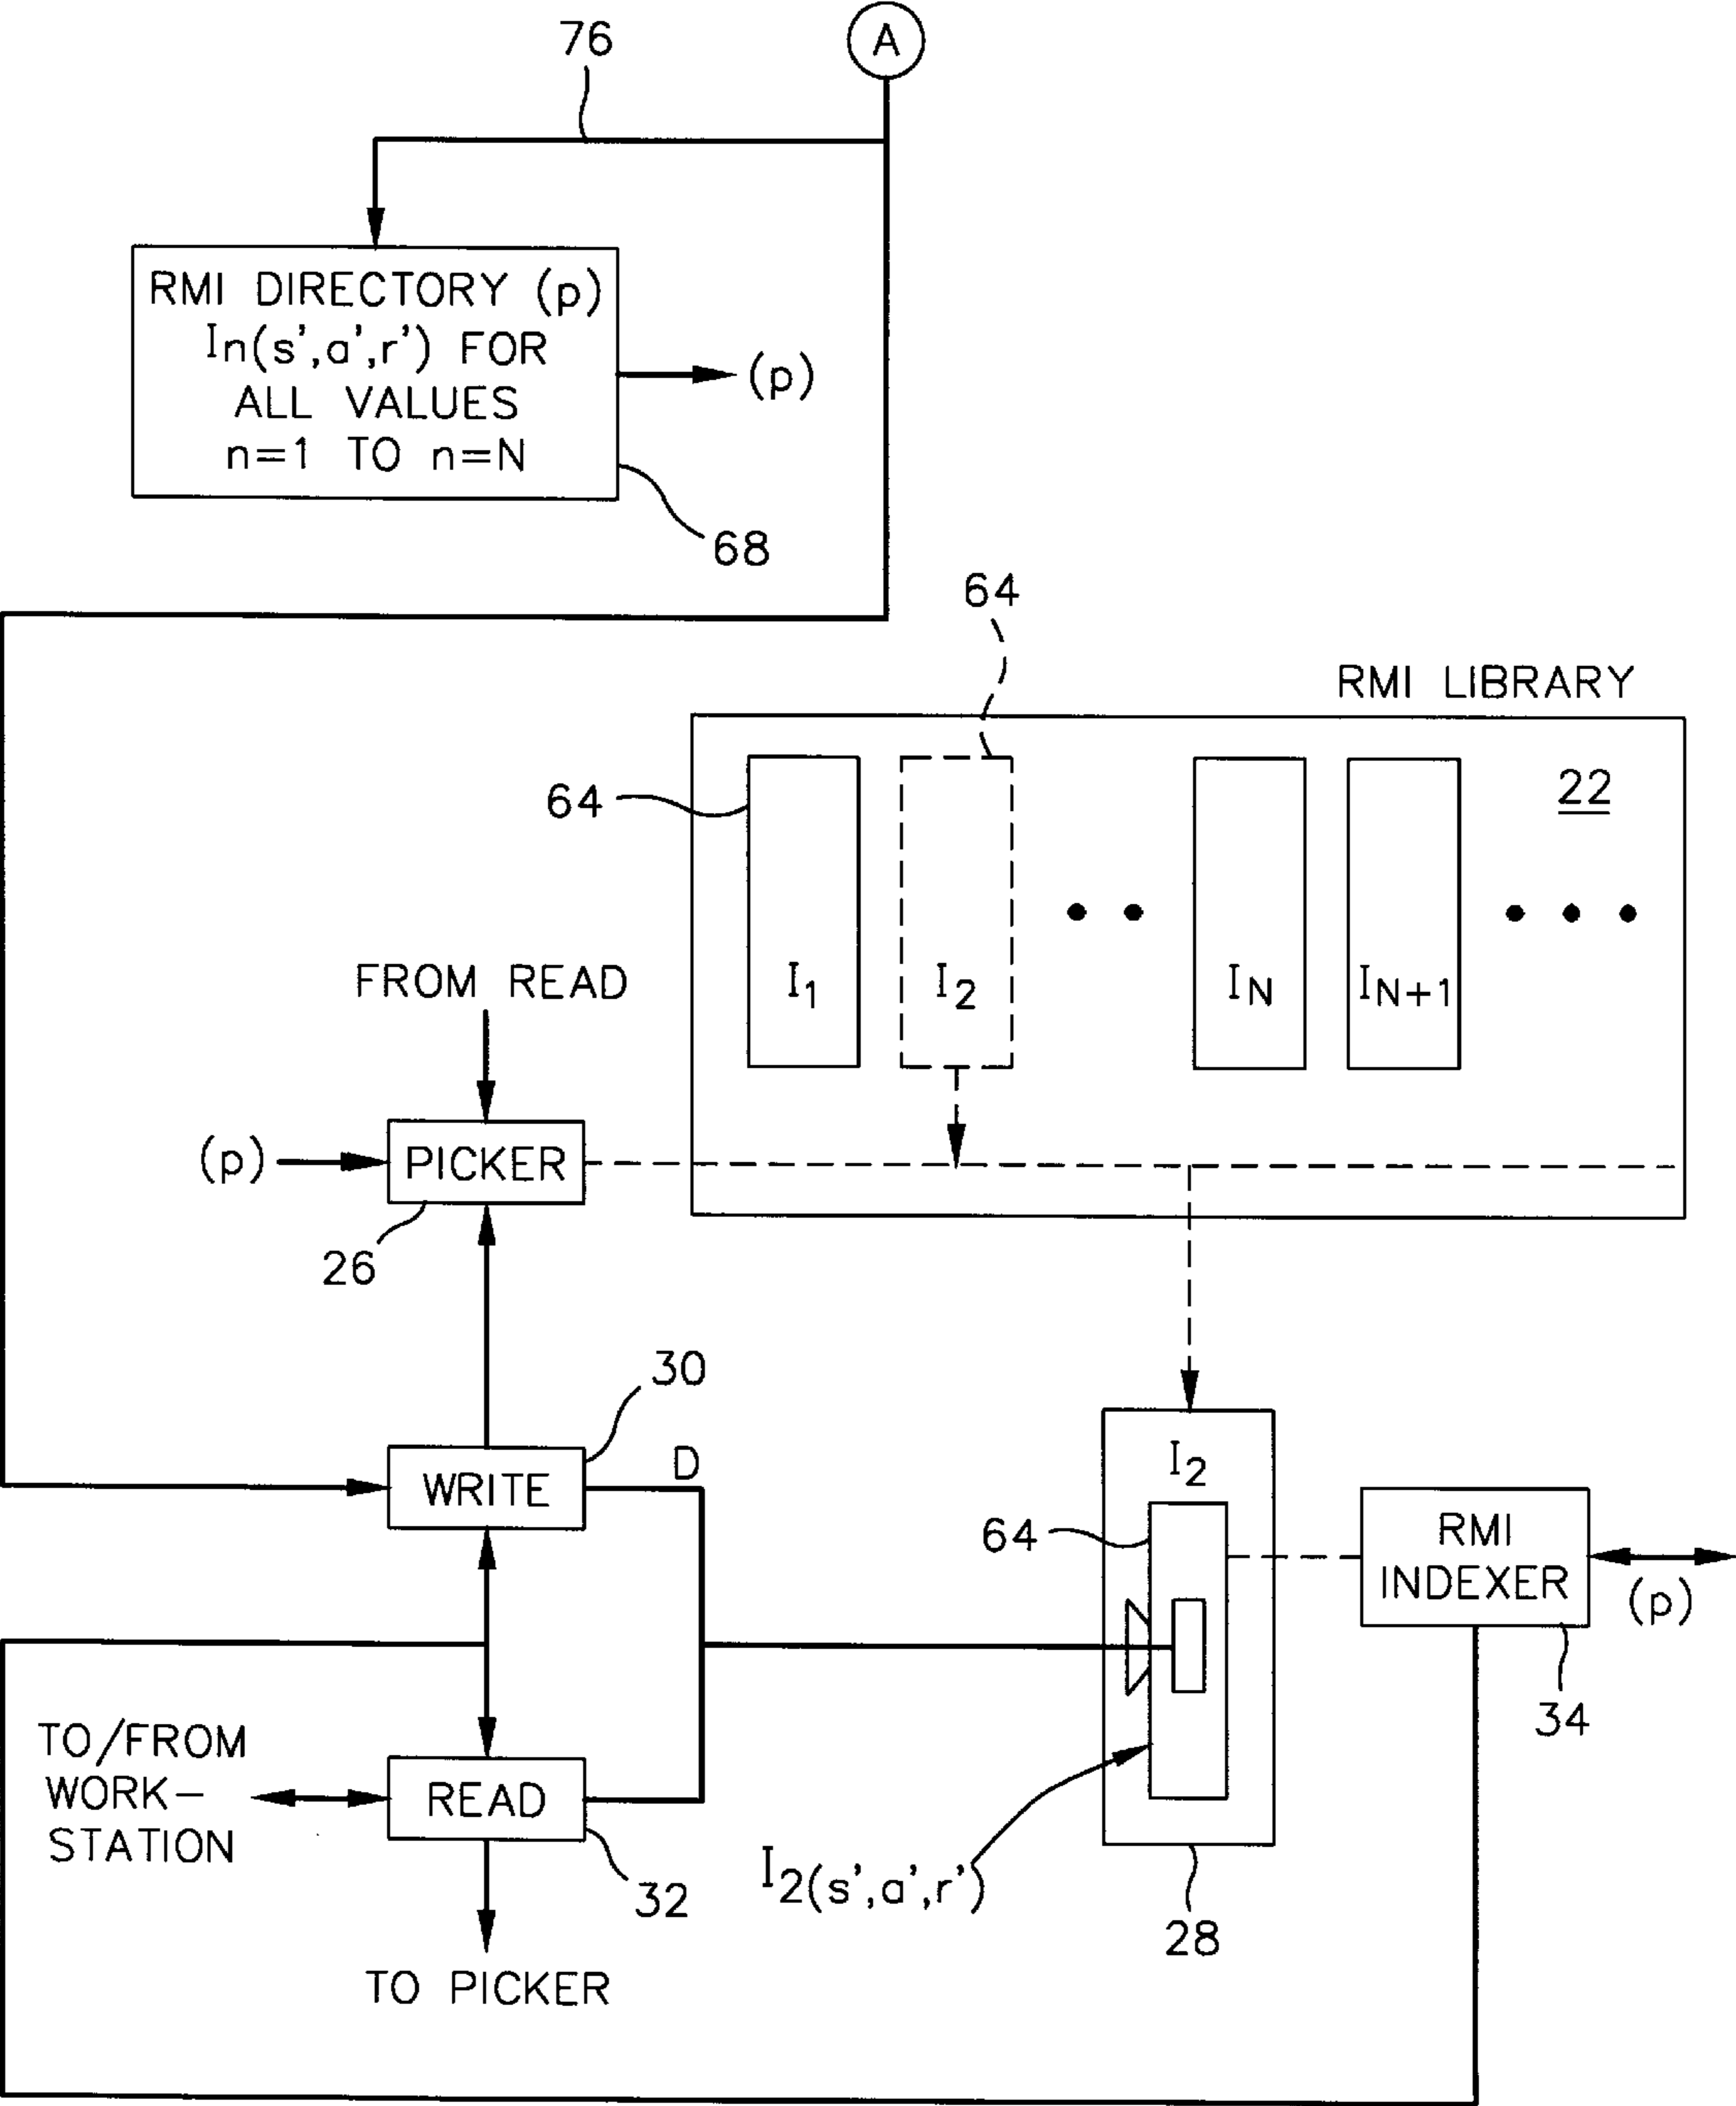 76
A
RMI DIRECTORY (p)
In(s',a',r') FOR
ALL VALUES
n=1 TO n=N
(p)
68
64
RMI LIBRARY
64
22
I1
I2
IN
IN+1
FROM READ
(p)
PICKER
26
30
WRITE
D
I2
64
RMI
INDEXER
(p)
34
TO/FROM
WORK-
STATION
READ
32
I2(s',a',r')
28
TO PICKER